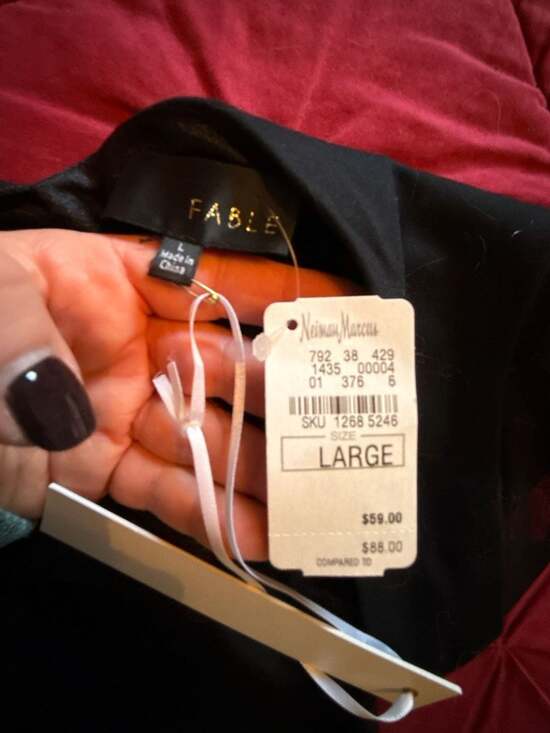 FABLE
L
Made in
China
Neiman Marcus
792 38 429
1435 00004
01 376 6
SKU 1268 5246
SIZE
LARGE
$59.00
$88.00
COMPARED TO